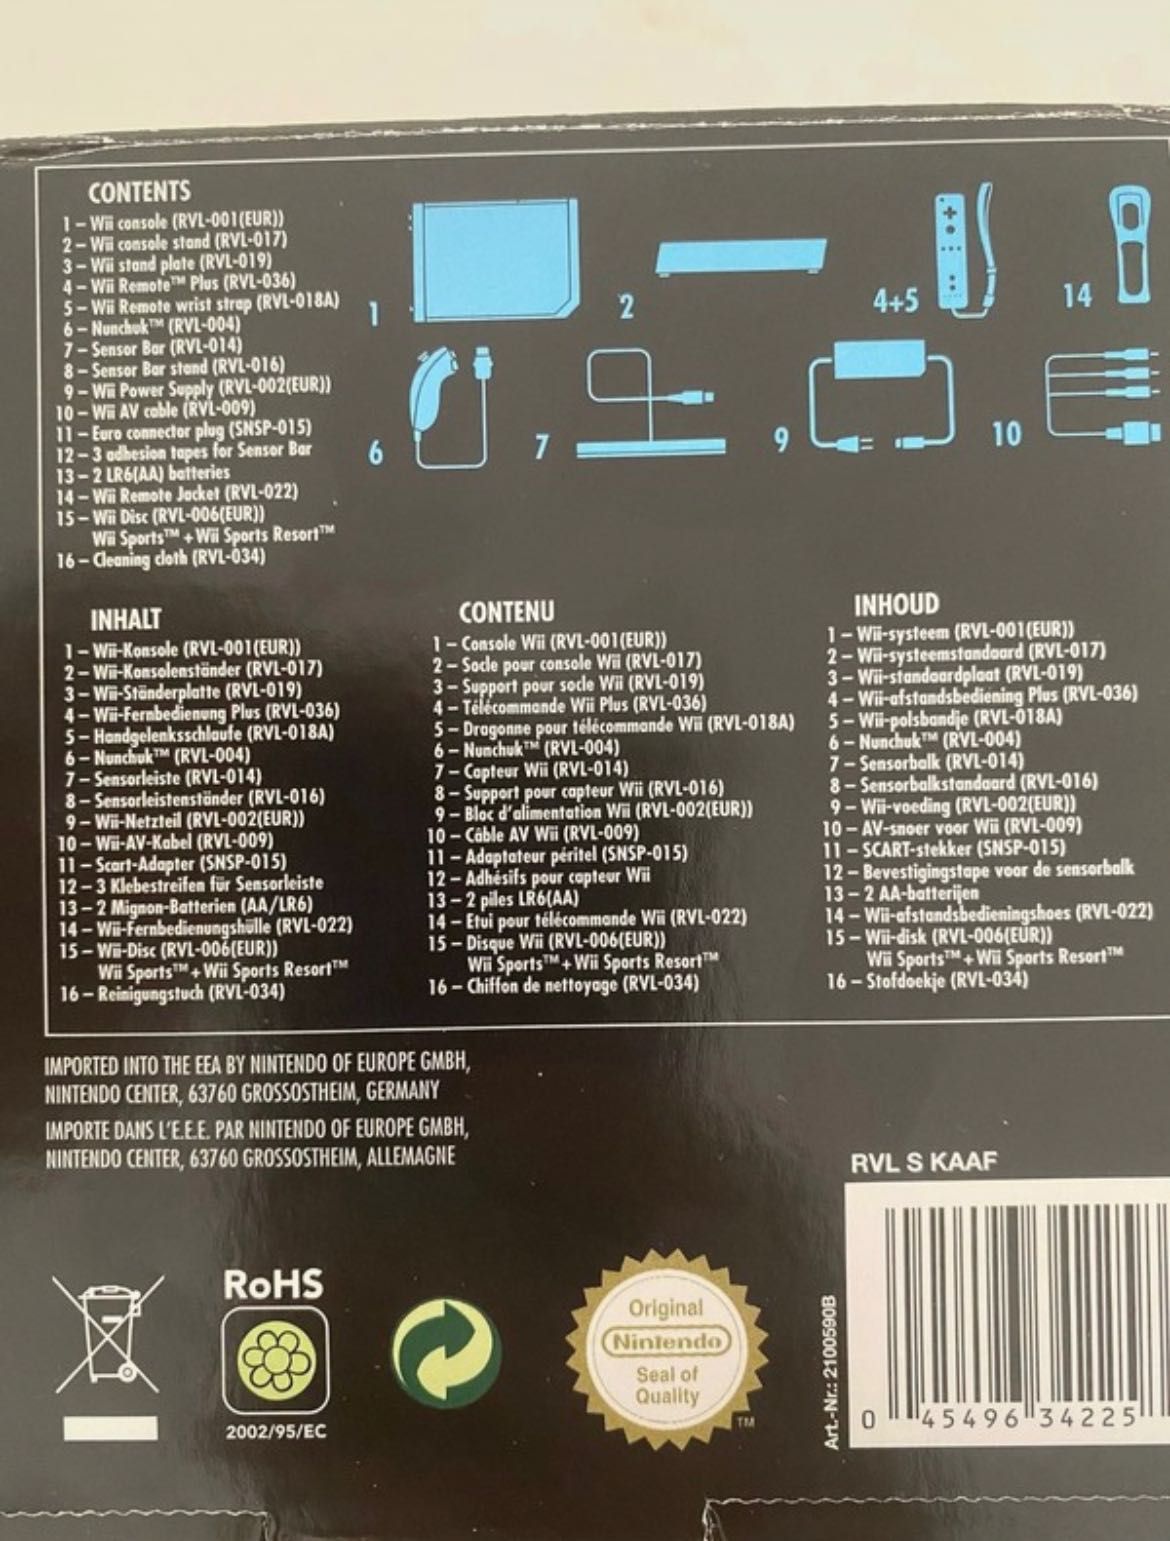 CONTENTS
1 – Wii console (RVL-001(EUR))
2 – Wii console stand (RVL-017)
3 – Wii stand plate (RVL-019)
4 – Wii Remote™ Plus (RVL-036)
5 – Wii Remote wrist strap (RVL-018A)
6 – Nunchuk™ (RVL-004)
7 – Sensor Bar (RVL-014)
8 – Sensor Bar stand (RVL-016)
9 – Wii Power Supply (RVL-002(EUR))
10 – Wii AV cable (RVL-009)
11 – Euro connector plug (SNSP-015)
12 – 3 adhesion tapes for Sensor Bar
13 – 2 LR6(AA) batteries
14 – Wii Remote Jacket (RVL-022)
15 – Wii Disc (RVL-006(EUR))
Wii Sports™ + Wii Sports Resort™
16 – Cleaning cloth (RVL-034)
1
2
4+5
14
6
7
9
10
INHALT
1 – Wii-Konsole (RVL-001(EUR))
2 – Wii-Konsolenständer (RVL-017)
3 – Wii-Ständerplatte (RVL-019)
4 – Wii-Fernbedienung Plus (RVL-036)
5 – Handgelenksschlaufe (RVL-018A)
6 – Nunchuk™ (RVL-004)
7 – Sensorleiste (RVL-014)
8 – Sensorleistenständer (RVL-016)
9 – Wii-Netzteil (RVL-002(EUR))
10 – Wii-AV-Kabel (RVL-009)
11 – Scart-Adapter (SNSP-015)
12 – 3 Klebestreifen für Sensorleiste
13 – 2 Mignon-Batterien (AA/LR6)
14 – Wii-Fernbedienungshülle (RVL-022)
15 – Wii-Disc (RVL-006(EUR))
Wii Sports™ + Wii Sports Resort™
16 – Reinigungstuch (RVL-034)
CONTENU
1 – Console Wii (RVL-001(EUR))
2 – Socle pour console Wii (RVL-017)
3 – Support pour socle Wii (RVL-019)
4 – Télécommande Wii Plus (RVL-036)
5 – Dragonne pour télécommande Wii (RVL-018A)
6 – Nunchuk™ (RVL-004)
7 – Capteur Wii (RVL-014)
8 – Support pour capteur Wii (RVL-016)
9 – Bloc d'alimentation Wii (RVL-002(EUR))
10 – Câble AV Wii (RVL-009)
11 – Adaptateur péritel (SNSP-015)
12 – Adhésifs pour capteur Wii
13 – 2 piles LR6(AA)
14 – Etui pour télécommande Wii (RVL-022)
15 – Disque Wii (RVL-006(EUR))
Wii Sports™ + Wii Sports Resort™
16 – Chiffon de nettoyage (RVL-034)
INHOUD
1 – Wii-systeem (RVL-001(EUR))
2 – Wii-systeemstandaard (RVL-017)
3 – Wii-standaardplaat (RVL-019)
4 – Wii-afstandsbediening Plus (RVL-036)
5 – Wii-polsbandje (RVL-018A)
6 – Nunchuk™ (RVL-004)
7 – Sensorbalk (RVL-014)
8 – Sensorbalkstandaard (RVL-016)
9 – Wii-voeding (RVL-002(EUR))
10 – AV-snoer voor Wii (RVL-009)
11 – SCART-stekker (SNSP-015)
12 – Bevestigingstape voor de sensorbalk
13 – 2 AA-batterijen
14 – Wii-afstandsbedieningshoes (RVL-022)
15 – Wii-disk (RVL-006(EUR))
Wii Sports™ + Wii Sports Resort™
16 – Stofdoekje (RVL-034)
IMPORTED INTO THE EEA BY NINTENDO OF EUROPE GMBH,
NINTENDO CENTER, 63760 GROSSOSTHEIM, GERMANY
IMPORTE DANS L'E.E.E. PAR NINTENDO OF EUROPE GMBH,
NINTENDO CENTER, 63760 GROSSOSTHEIM, ALLEMAGNE
RoHS
2002/95/EC
Original
Nintendo
Seal of
Quality
TM
RVL S KAAF
Art.-Nr.: 2100590B
0 45496 34225